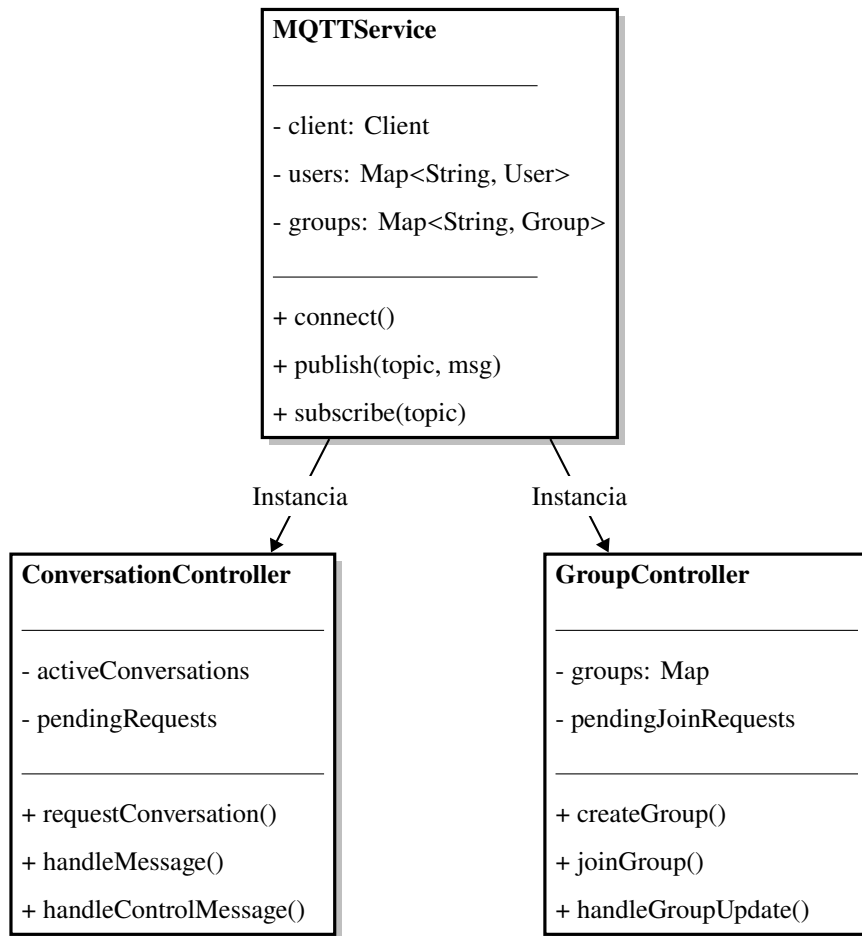 MQTTService
- client: Client
- users: Map<String, User>
- groups: Map<String, Group>
+ connect()
+ publish(topic, msg)
+ subscribe(topic)
Instancia
Instancia
ConversationController
- activeConversations
- pendingRequests
+ requestConversation()
+ handleMessage()
+ handleControlMessage()
GroupController
- groups: Map
- pendingJoinRequests
+ createGroup()
+ joinGroup()
+ handleGroupUpdate()